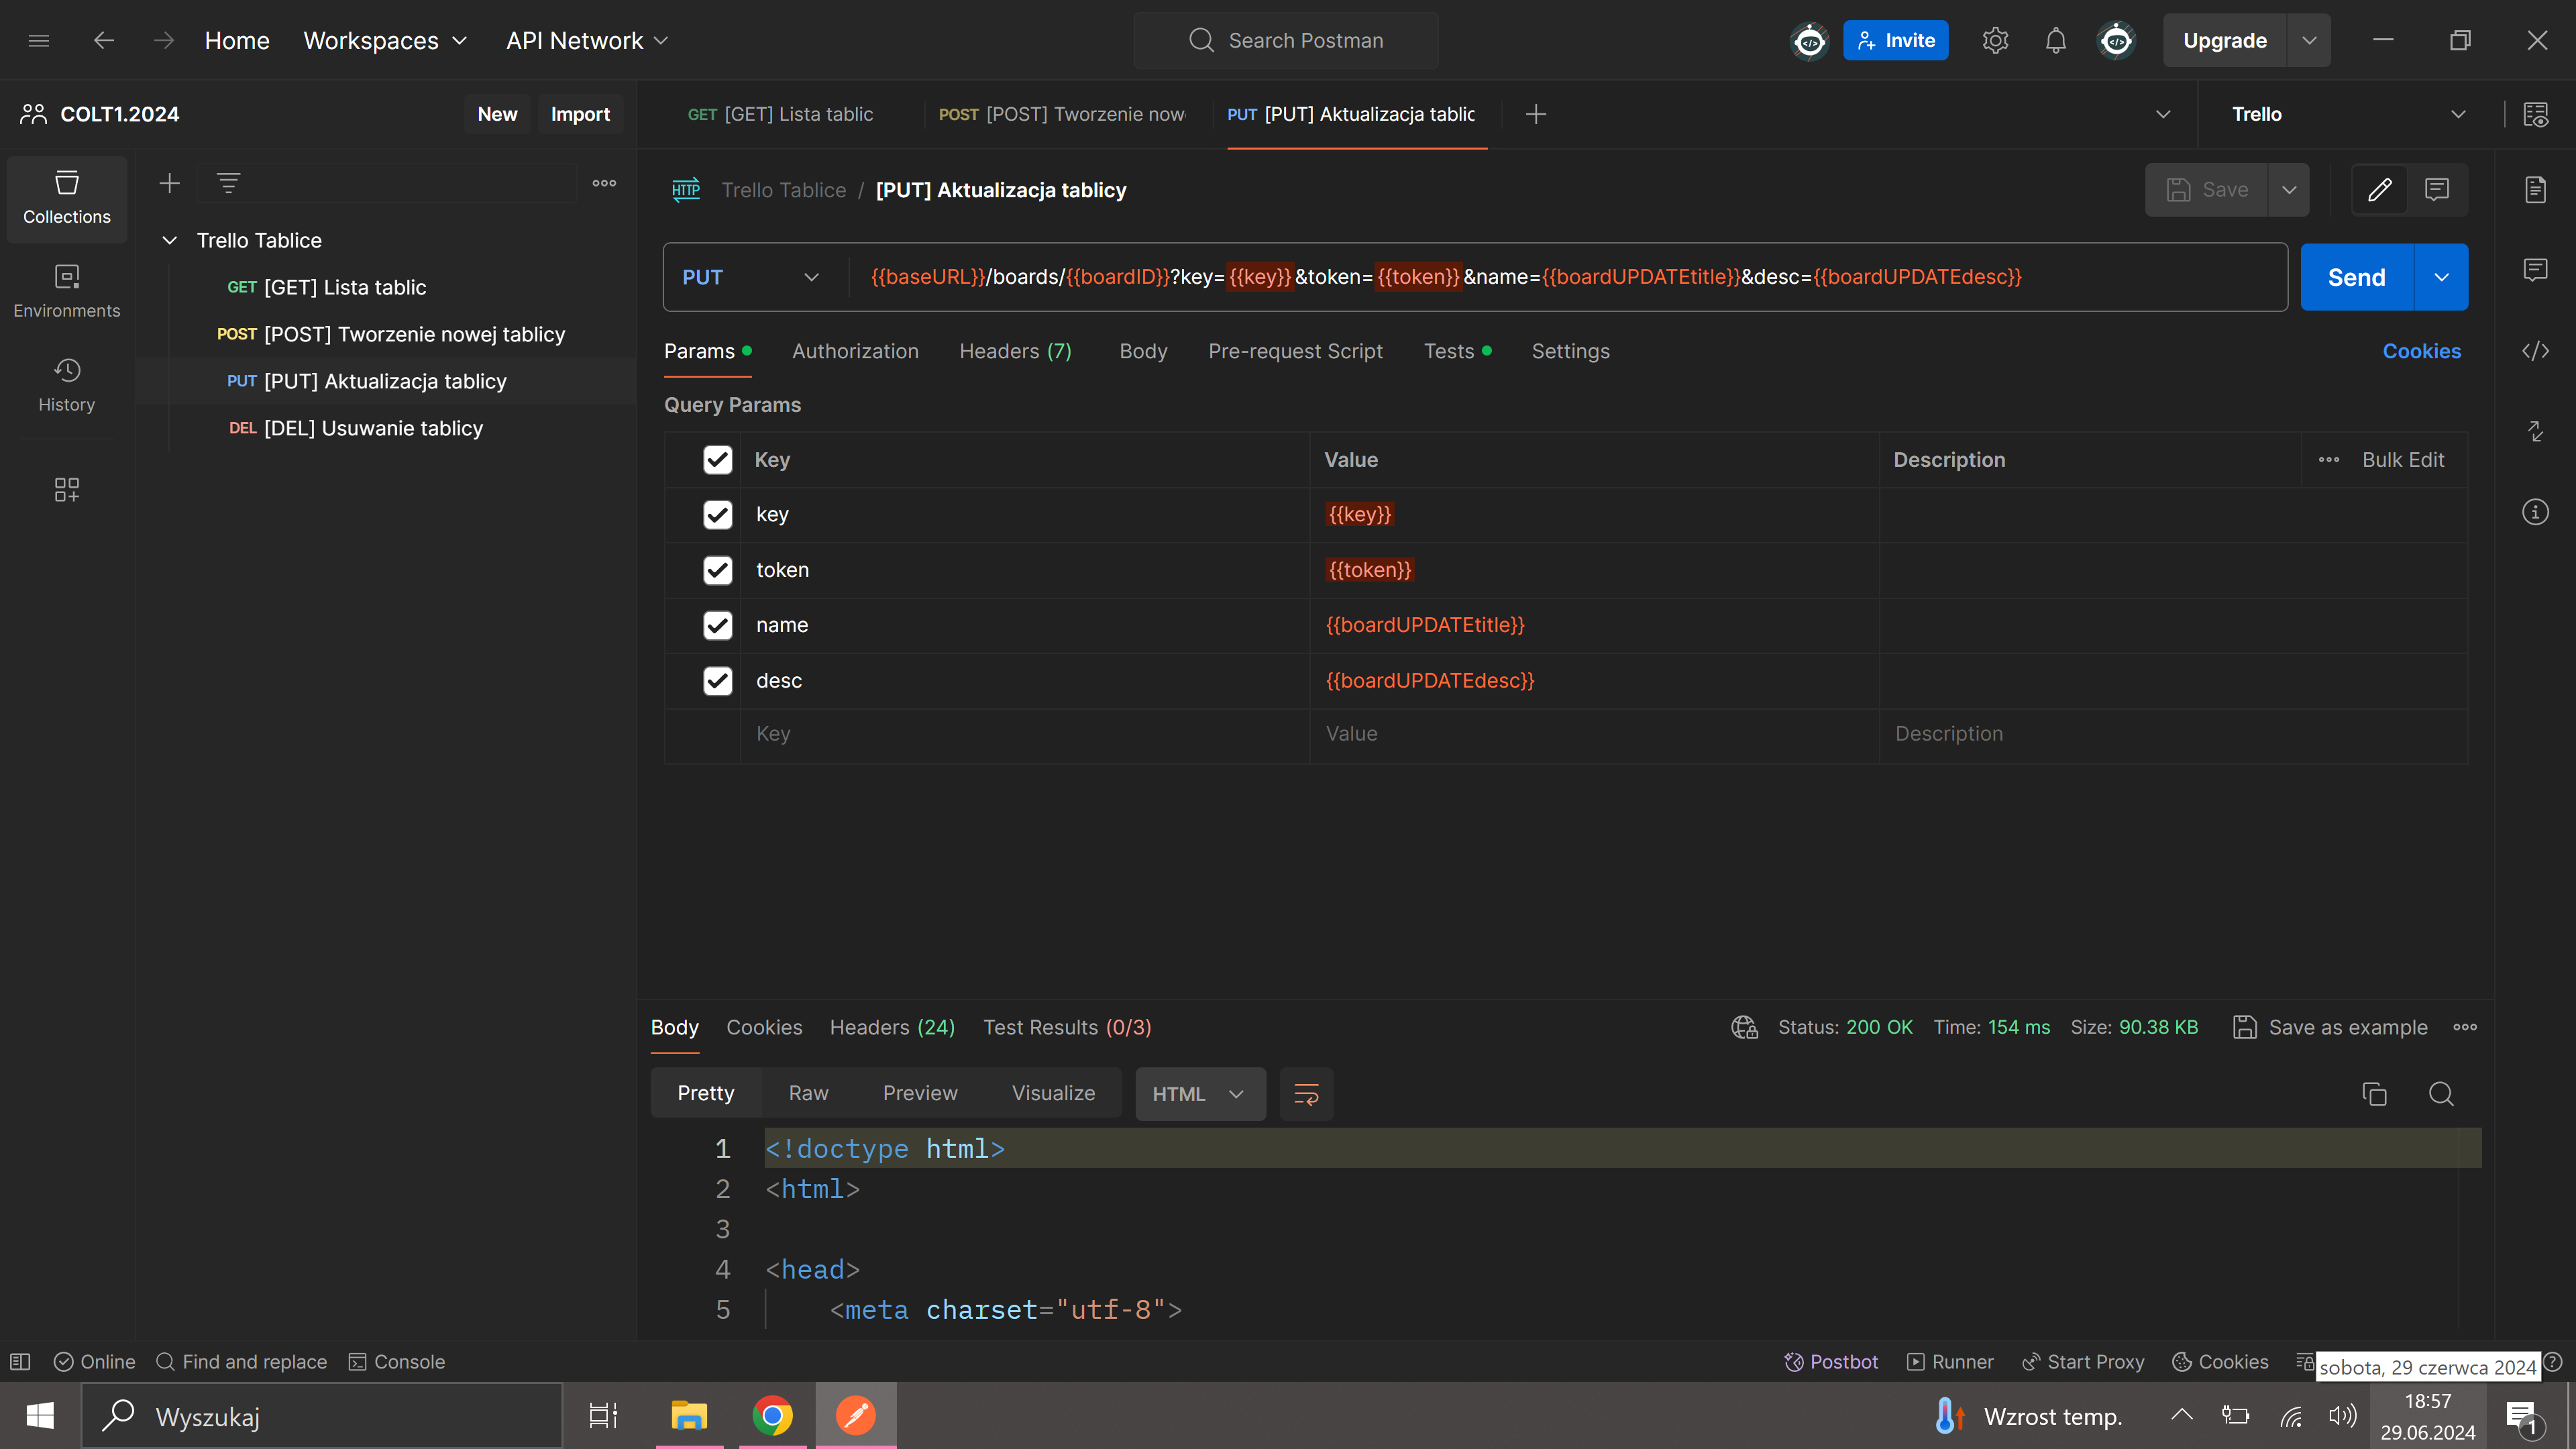 Home Workspaces API Network Search Postman Invite Upgrade
COLT1.2024 New Import
GET [GET] Lista tablic POST [POST] Tworzenie now PUT [PUT] Aktualizacja tablic Trello
Collections
Environments
History
Trello Tablice
GET [GET] Lista tablic
POST [POST] Tworzenie nowej tablicy
PUT [PUT] Aktualizacja tablicy
DEL [DEL] Usuwanie tablicy
HTTP Trello Tablice / [PUT] Aktualizacja tablicy Save
PUT {{baseURL}}/boards/{{boardID}}?key={{key}}&token={{token}}&name={{boardUPDATEtitle}}&desc={{boardUPDATEdesc}} Send
Params Authorization Headers (7) Body Pre-request Script Tests Settings Cookies
Query Params
Key Value Description Bulk Edit
key {{key}}
token {{token}}
name {{boardUPDATEtitle}}
desc {{boardUPDATEdesc}}
Key Value Description
Body Cookies Headers (24) Test Results (0/3) Status: 200 OK Time: 154 ms Size: 90.38 KB Save as example
Pretty Raw Preview Visualize HTML
1 <!doctype html>
2 <html>
3
4 <head>
5 <meta charset="utf-8">
Online Find and replace Console Postbot Runner Start Proxy Cookies
sobota, 29 czerwca 2024
Wyszukaj Wzrost temp. 18:57
29.06.2024 1